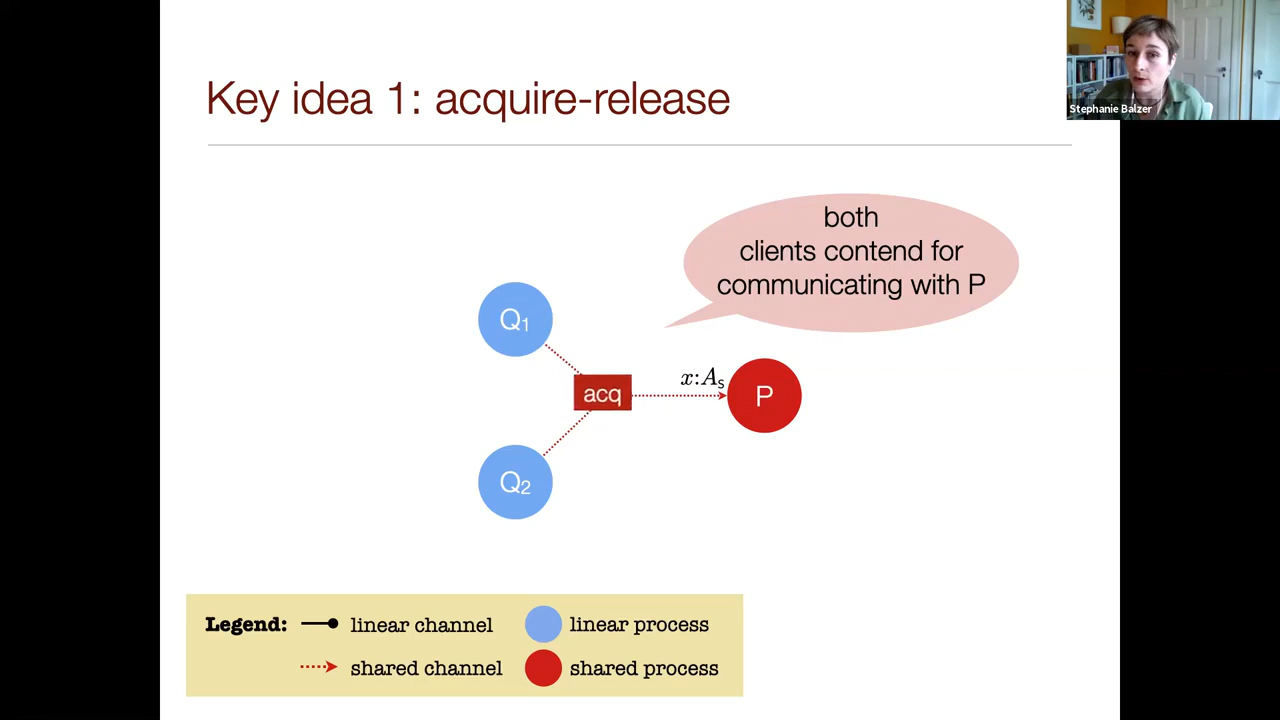 Stephanie Balzer
Key idea 1: acquire-release
both
clients contend for
communicating with P
Q₁
x:Aₛ
acq
P
Q₂
Legend:
linear channel
linear process
shared channel
shared process